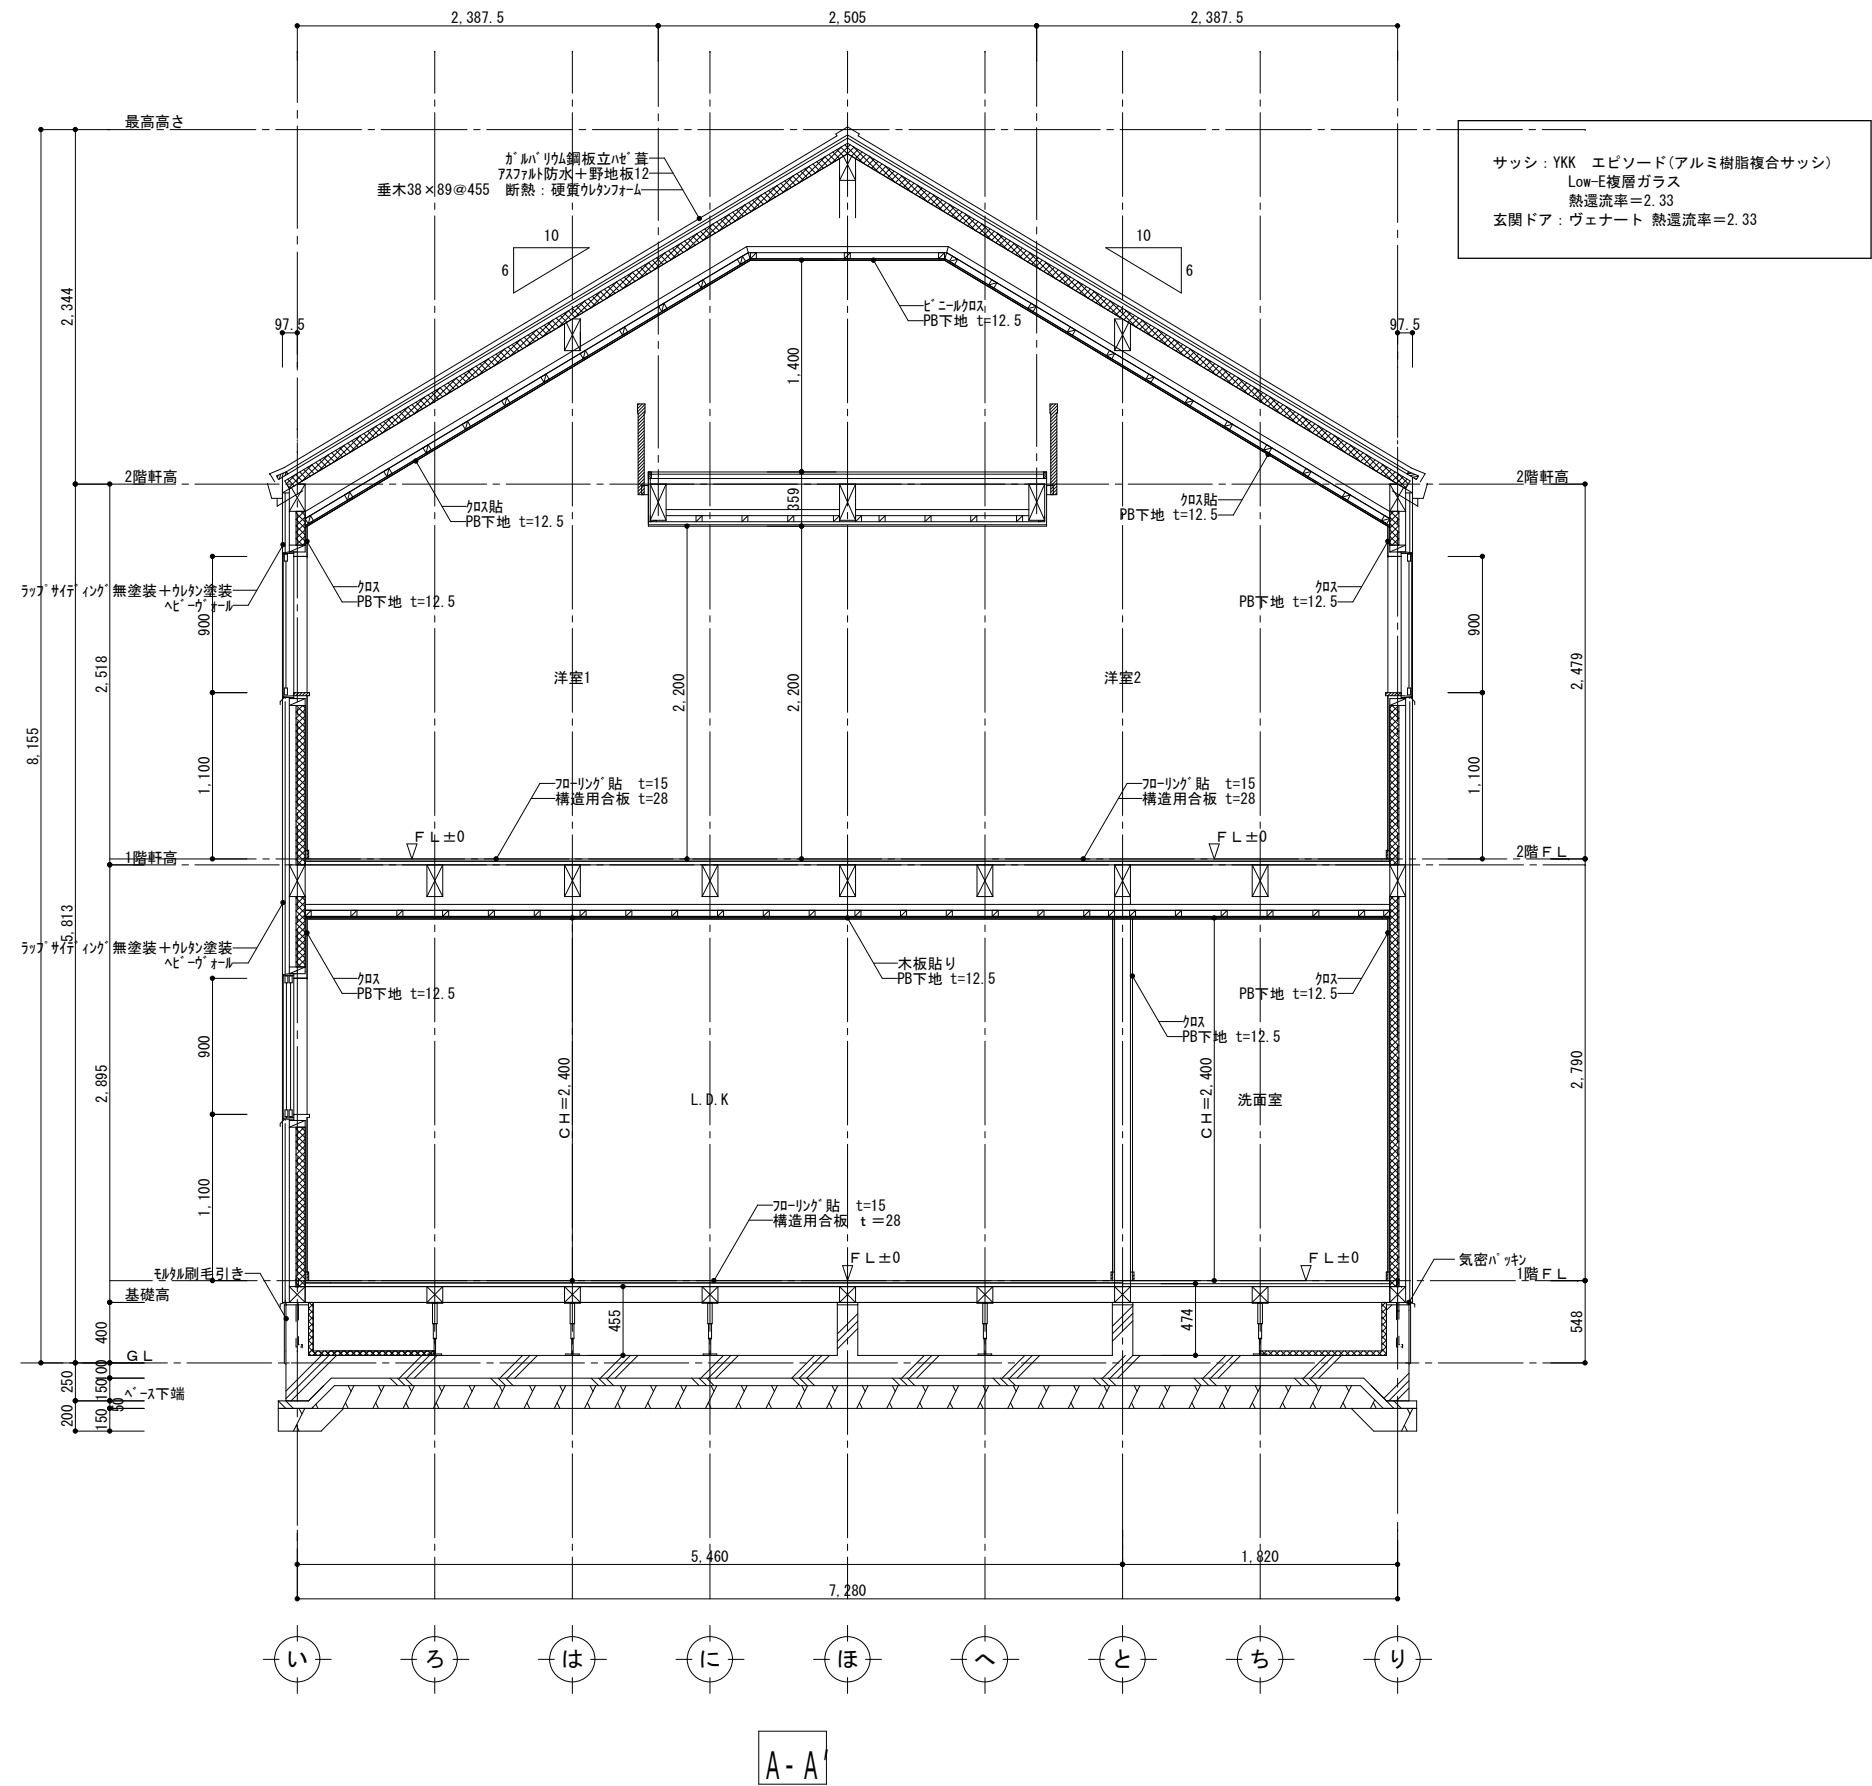 2,387.5
2,505
2,387.5
最高高さ
ｶﾞﾙﾊﾞﾘｳﾑ鋼板立ﾊｾﾞ葺
ｱｽﾌｧﾙﾄ防水＋野地板12
垂木38×89@455 断熱：硬質ｳﾚﾀﾝﾌｫｰﾑ
サッシ：YKK エピソード(アルミ樹脂複合サッシ)
Low-E複層ガラス
熱還流率＝2.33
玄関ドア：ヴェナート 熱還流率＝2.33
10
6
10
6
2,344
97.5
97.5
ﾋﾞﾆｰﾙｸﾛｽ
PB下地 t=12.5
1,400
2階軒高
2階軒高
ｸﾛｽ貼
PB下地 t=12.5
359
ｸﾛｽ貼
PB下地 t=12.5
ﾗｯﾌﾟｻｲﾃﾞｨﾝｸﾞ無塗装＋ｳﾚﾀﾝ塗装
ﾍﾋﾞｰｳﾞｫｰﾙ
ｸﾛｽ
PB下地 t=12.5
ｸﾛｽ
PB下地 t=12.5
900
900
8,155
2,518
洋室1
2,200
2,200
洋室2
2,479
1,100
1,100
ﾌﾛｰﾘﾝｸﾞ貼 t=15
構造用合板 t=28
ﾌﾛｰﾘﾝｸﾞ貼 t=15
構造用合板 t=28
ＦＬ±0
ＦＬ±0
1階軒高
2階ＦＬ
5,813
ﾗｯﾌﾟｻｲﾃﾞｨﾝｸﾞ無塗装＋ｳﾚﾀﾝ塗装
ﾍﾋﾞｰｳﾞｫｰﾙ
ｸﾛｽ
PB下地 t=12.5
木板貼り
PB下地 t=12.5
ｸﾛｽ
PB下地 t=12.5
ｸﾛｽ
PB下地 t=12.5
900
2,895
ＣＨ＝2,400
L.D.K
ＣＨ＝2,400
洗面室
2,790
1,100
ﾌﾛｰﾘﾝｸﾞ貼 t=15
構造用合板 ｔ＝28
ＦＬ±0
ＦＬ±0
ﾓﾙﾀﾙ刷毛引き
気密ﾊﾟｯｷﾝ
1階ＦＬ
基礎高
400
455
474
548
ＧＬ
250
100
150
ﾍﾞｰｽ下端
200
150
50
5,460
1,820
7,280
い
ろ
は
に
ほ
へ
と
ち
り
A-A'